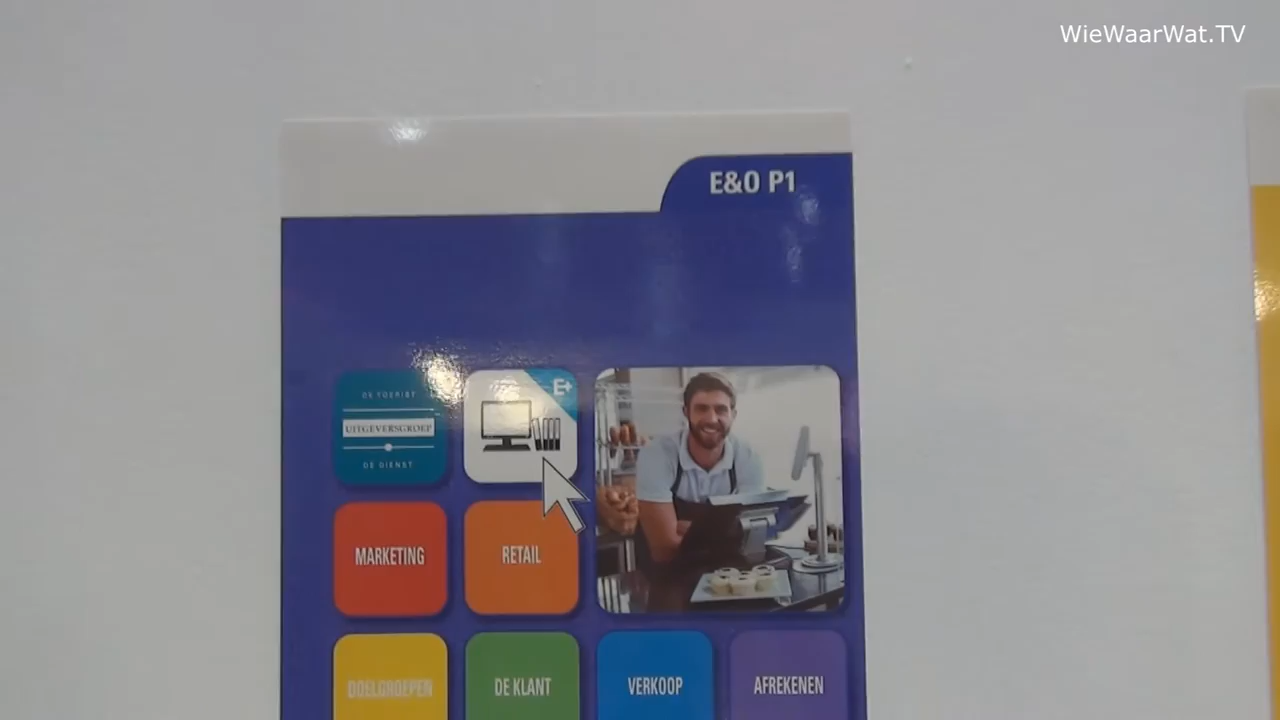 WieWaarWat.TV
E&O P1
DE TOERIST
UITGEVERSGROEP
DE DIENST
E+
MARKETING
RETAIL
DOELGROEPEN
DE KLANT
VERKOOP
AFREKENEN